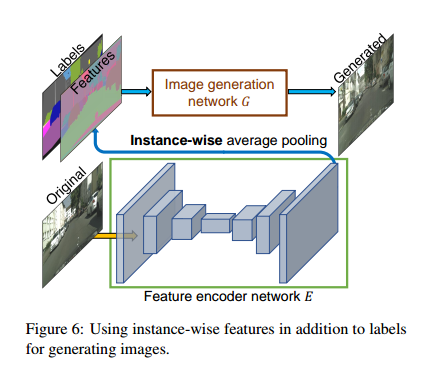 Labels
Features
Image generation
network G
Generated
Instance-wise average pooling
Original
Feature encoder network E
Figure 6: Using instance-wise features in addition to labels
for generating images.